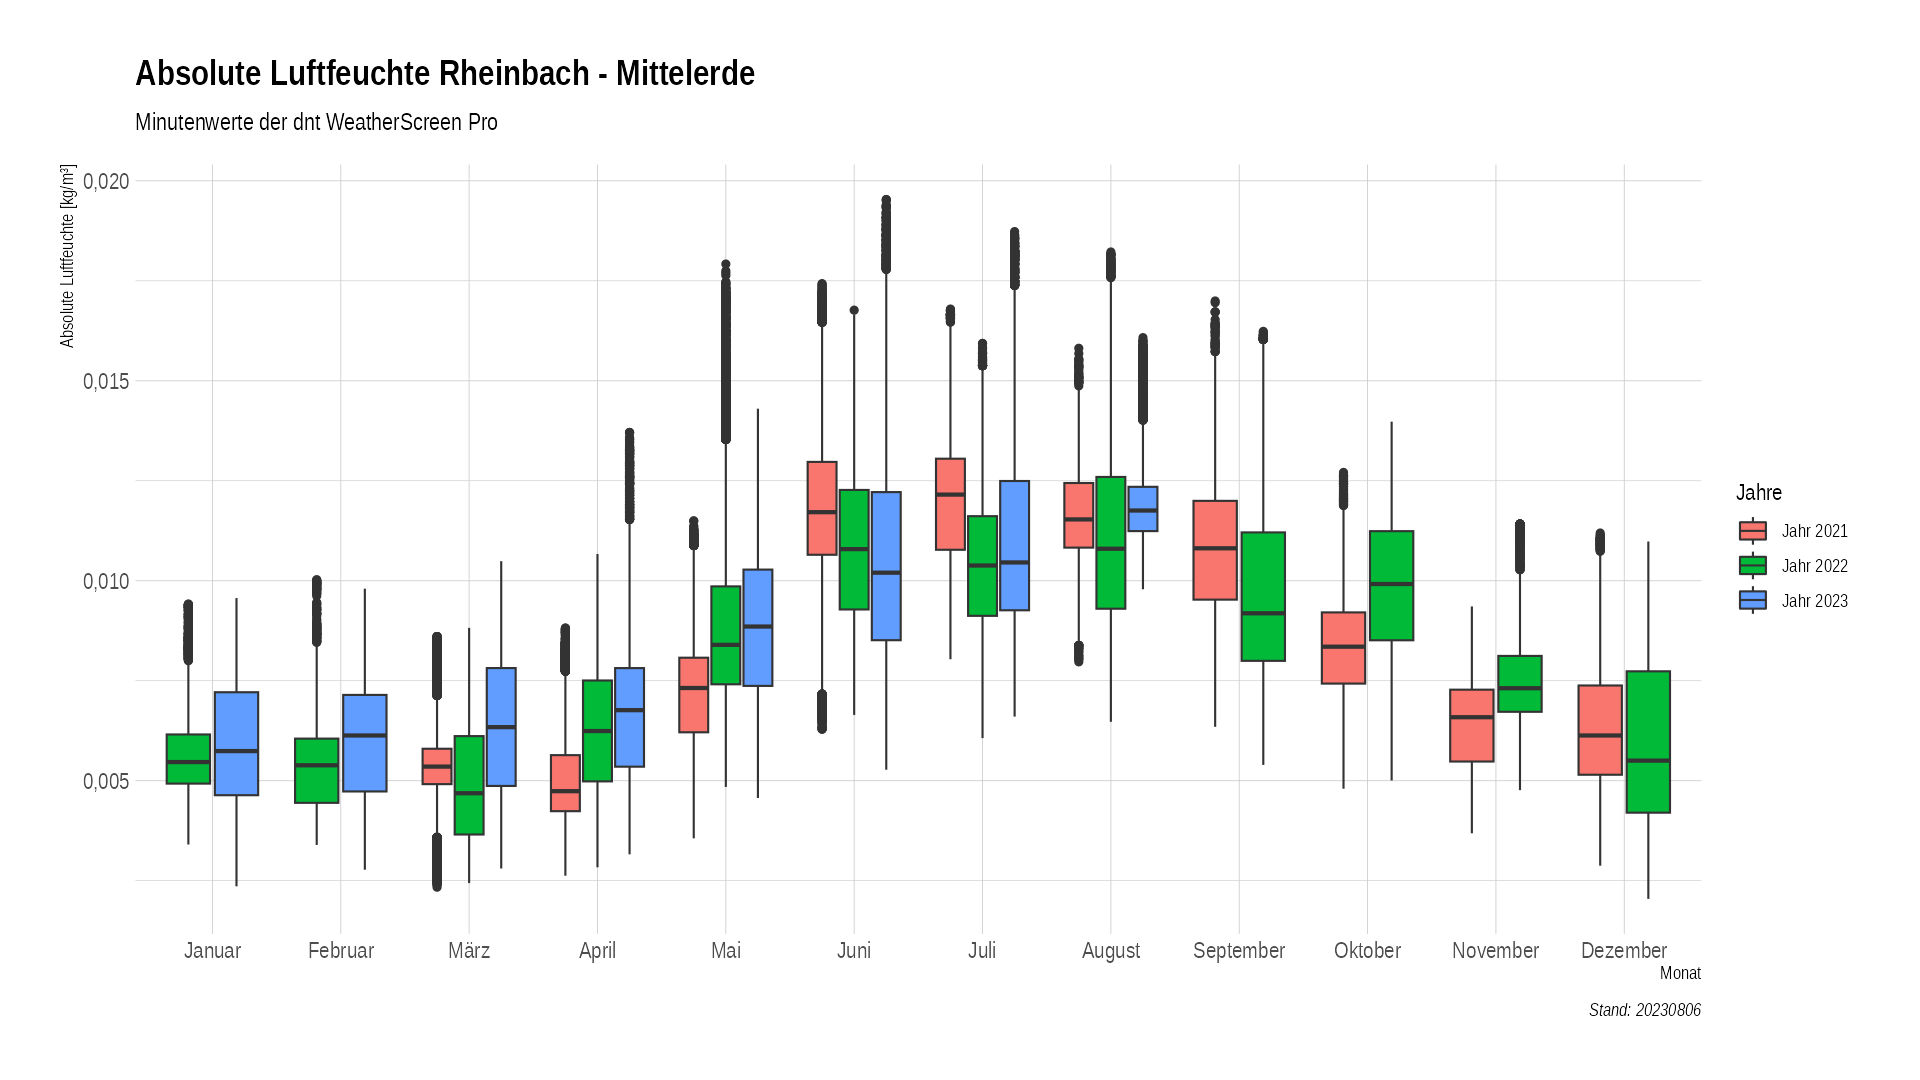 Absolute Luftfeuchte Rheinbach - Mittelerde
Minutenwerte der dnt WeatherScreen Pro
Absolute Luftfeuchte [kg/m³]
0,020
0,015
0,010
0,005
Januar Februar März April Mai Juni Juli August September Oktober November Dezember
Monat
Stand: 20230806
Jahre
Jahr 2021
Jahr 2022
Jahr 2023